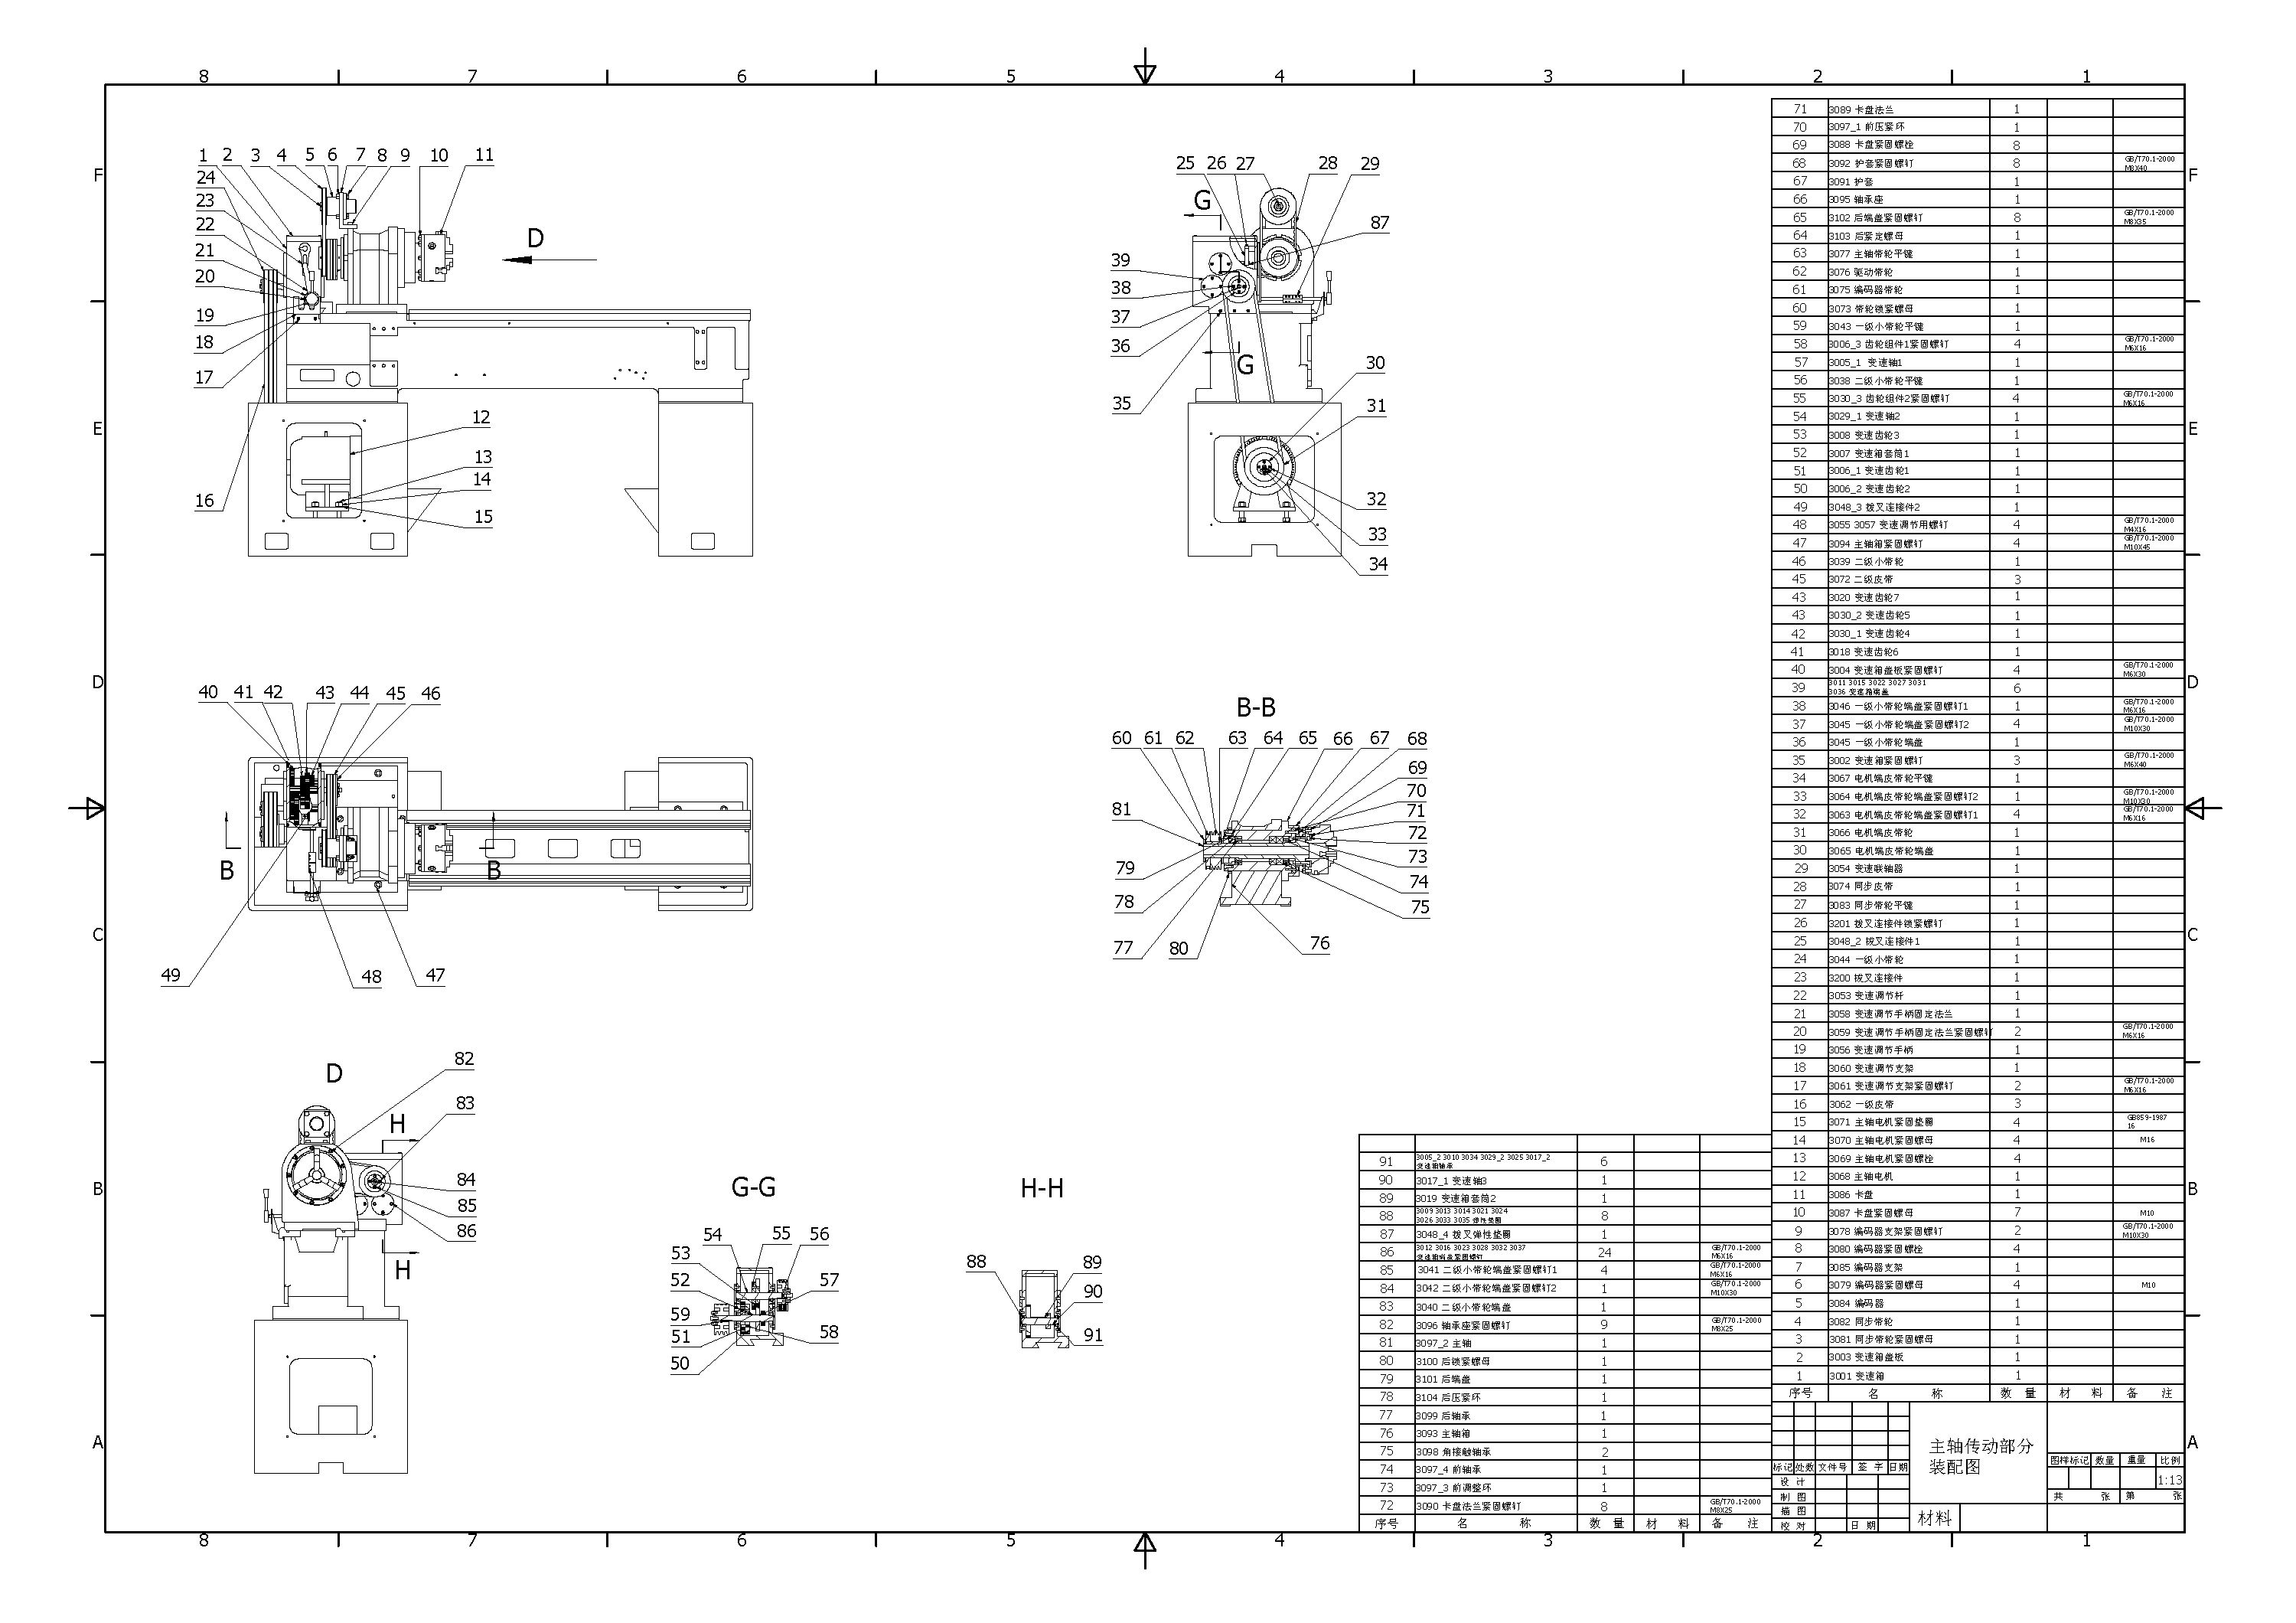 8 7 6 5 4 3 2 1
F
E
D
C
B
A
1 2 3 4 5 6 7 8 9 10 11
24
23
22
21
20
19
18
17
16
12
13
14
15
D
25 26 27 28 29
G
87
39
38
37
36
35
G
30
31
32
33
34
40 41 42 43 44 45 46
B B
49 48 47
B-B
60 61 62 63 64 65 66 67 68
69
70
71
72
73
74
75
76
81
79
78
77 80
D
82
83
84
85
86
H
H
G-G
54 55 56
53
52
57
59
51
50
58
H-H
88 89
90
91
71 3089 卡盘法兰 1
70 3097_1 前压紧环 1
69 3088 卡盘紧固螺栓 8
68 3092 护套紧固螺钉 8 GB/T70.1-2000 M8X40
67 3091 护套 1
66 3095 轴承座 1
65 3102 后端盖紧固螺钉 8 GB/T70.1-2000 M8X35
64 3103 后紧定螺母 1
63 3077 主轴带轮平键 1
62 3076 驱动带轮 1
61 3075 编码器带轮 1
60 3073 带轮锁紧螺母 1
59 3043 一级小带轮平键 1
58 3006_3 齿轮组件1紧固螺钉 4 GB/T70.1-2000 M6X16
57 3005_1 变速轴1 1
56 3038 二级小带轮平键 1
55 3030_3 齿轮组件2紧固螺钉 4 GB/T70.1-2000 M6X16
54 3029_1 变速轴2 1
53 3008 变速齿轮3 1
52 3007 变速箱套筒1 1
51 3006_1 变速齿轮1 1
50 3006_2 变速齿轮2 1
49 3048_3 拨叉连接件2 1
48 3055 3057 变速调节用螺钉 4 GB/T70.1-2000 M4X16
47 3094 主轴箱紧固螺钉 4 GB/T70.1-2000 M10X45
46 3039 二级小带轮 1
45 3072 二级皮带 3
43 3020 变速齿轮7 1
43 3030_2 变速齿轮5 1
42 3030_1 变速齿轮4 1
41 3018 变速齿轮6 1
40 3004 变速箱盖板紧固螺钉 4 GB/T70.1-2000 M6X30
39 3011 3015 3022 3027 3031 3036 变速箱端盖 6
38 3046 一级小带轮端盖紧固螺钉1 1 GB/T70.1-2000 M6X16
37 3045 一级小带轮端盖紧固螺钉2 4 GB/T70.1-2000 M10X30
36 3045 一级小带轮端盖 1
35 3002 变速箱紧固螺钉 3 GB/T70.1-2000 M6X40
34 3067 电机端皮带轮平键 1
33 3064 电机端皮带轮端盖紧固螺钉2 1 GB/T70.1-2000 M10X30
32 3063 电机端皮带轮端盖紧固螺钉1 4 GB/T70.1-2000 M6X16
31 3066 电机端皮带轮 1
30 3065 电机端皮带轮端盖 1
29 3054 变速联轴器 1
28 3074 同步皮带 1
27 3083 同步带轮平键 1
26 3201 拨叉连接件锁紧螺钉 1
25 3048_2 拨叉连接件1 1
24 3044 一级小带轮 1
23 3200 拨叉连接件 1
22 3053 变速调节杆 1
21 3058 变速调节手柄固定法兰 1
20 3059 变速调节手柄固定法兰紧固螺钉 2 GB/T70.1-2000 M6X16
19 3056 变速调节手柄 1
18 3060 变速调节支架 1
17 3061 变速调节支架紧固螺钉 2 GB/T70.1-2000 M6X16
16 3062 一级皮带 3
15 3071 主轴电机紧固垫圈 4 GB859-1987 16
14 3070 主轴电机紧固螺母 4 M16
13 3069 主轴电机紧固螺栓 4
12 3068 主轴电机 1
11 3086 卡盘 1
10 3087 卡盘紧固螺母 7 M10
9 3078 编码器支架紧固螺钉 2 GB/T70.1-2000 M10X30
8 3080 编码器紧固螺栓 4
7 3085 编码器支架 1
6 3079 编码器紧固螺母 4 M10
5 3084 编码器 1
4 3082 同步带轮 1
3 3081 同步带轮紧固螺母 1
2 3003 变速箱盖板 1
1 3001 变速箱 1
序号 名 称 数 量 材 料 备 注
91 3005_2 3010 3034 3029_2 3025 3017_2 变速箱轴承 6
90 3017_1 变速轴3 1
89 3019 变速箱套筒2 1
88 3009 3013 3014 3021 3024 3026 3033 3035 弹性垫圈 8
87 3048_4 拨叉弹性垫圈 1
86 3012 3016 3023 3028 3032 3037 变速箱端盖紧固螺钉 24 GB/T70.1-2000 M6X16
85 3041 二级小带轮端盖紧固螺钉1 4 GB/T70.1-2000 M6X16
84 3042 二级小带轮端盖紧固螺钉2 1 GB/T70.1-2000 M10X30
83 3040 二级小带轮端盖 1
82 3096 轴承座紧固螺钉 9 GB/T70.1-2000 M8X25
81 3097_2 主轴 1
80 3100 后锁紧螺母 1
79 3101 后端盖 1
78 3104 后压紧环 1
77 3099 后轴承 1
76 3093 主轴箱 1
75 3098 角接触轴承 2
74 3097_4 前轴承 1
73 3097_3 前调整环 1
72 3090 卡盘法兰紧固螺钉 8 GB/T70.1-2000 M8X25
序号 名 称 数 量 材 料 备 注
主轴传动部分
装配图
标记 处数 文件号 签 字 日期
设 计
制 图
描 图
校 对 日 期
材料
图样标记 数量 重量 比例
1:13
共 张 第 张
8 7 6 5 4 3 2 1
F
E
D
C
B
A